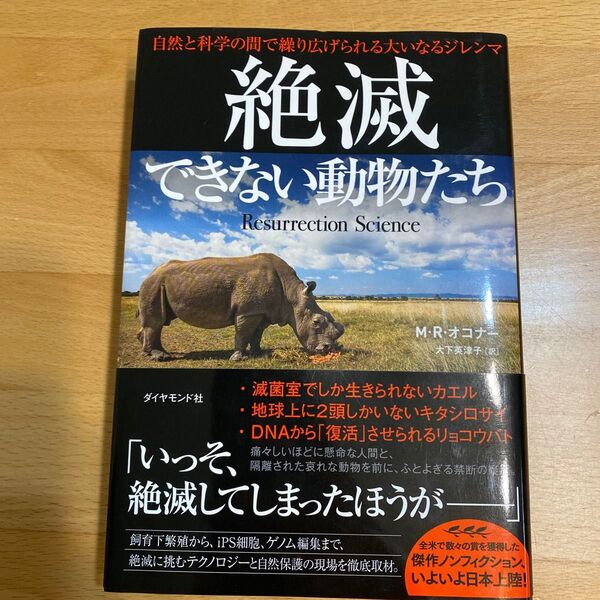 自然と科学の間で繰り広げられる大いなるジレンマ
絶滅
できない動物たち
Resurrection Science
M・R・オコナー
大下英津子[訳]
ダイヤモンド社
・滅菌室でしか生きられないカエル
・地球上に2頭しかいないキタシロサイ
・DNAから「復活」させられるリョコウバト
痛々しいほどに懸命な人間と、
隔離された哀れな動物を前に、ふとよぎる禁断の
「いっそ、
絶滅してしまったほうが――」
飼育下繁殖から、iPS細胞、ゲノム編集まで、
絶滅に挑むテクノロジーと自然保護の現場を徹底取材。
全米で数々の賞を獲得した
傑作ノンフィクション、
いよいよ日本上陸!